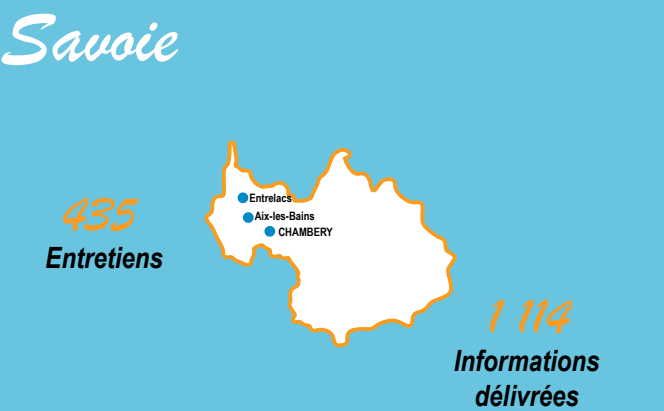 Savoie
Entrelacs
435
Aix-les-Bains
CHAMBERY
Entretiens
1 114
Informations
délivrées